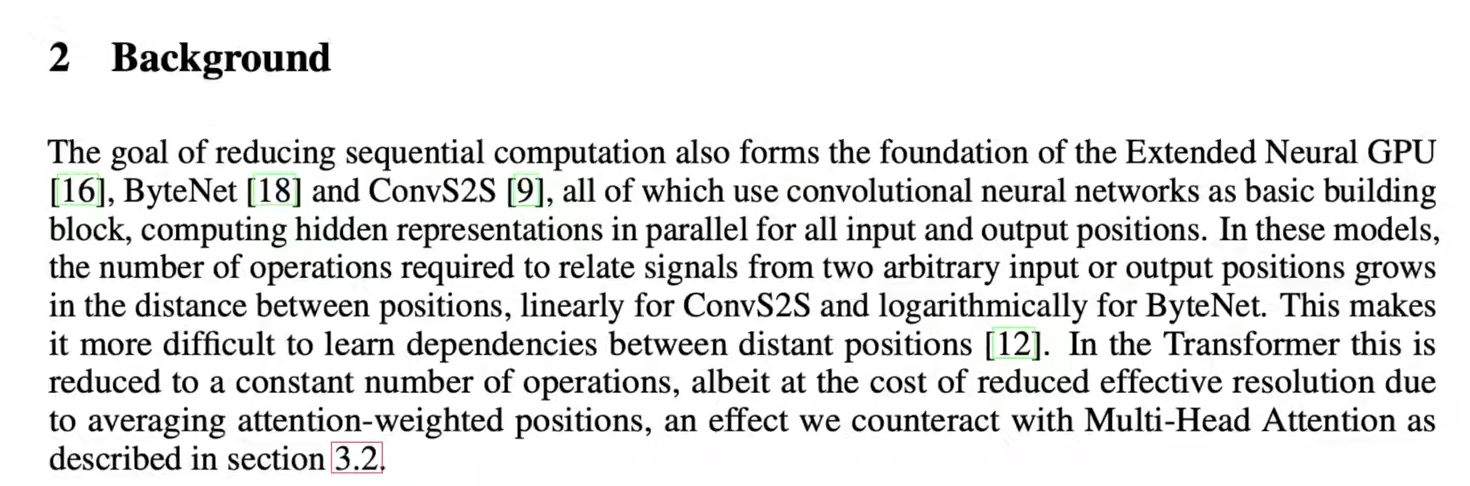 2 Background
The goal of reducing sequential computation also forms the foundation of the Extended Neural GPU
[16], ByteNet [18] and ConvS2S [9], all of which use convolutional neural networks as basic building
block, computing hidden representations in parallel for all input and output positions. In these models,
the number of operations required to relate signals from two arbitrary input or output positions grows
in the distance between positions, linearly for ConvS2S and logarithmically for ByteNet. This makes
it more difficult to learn dependencies between distant positions [12]. In the Transformer this is
reduced to a constant number of operations, albeit at the cost of reduced effective resolution due
to averaging attention-weighted positions, an effect we counteract with Multi-Head Attention as
described in section 3.2.